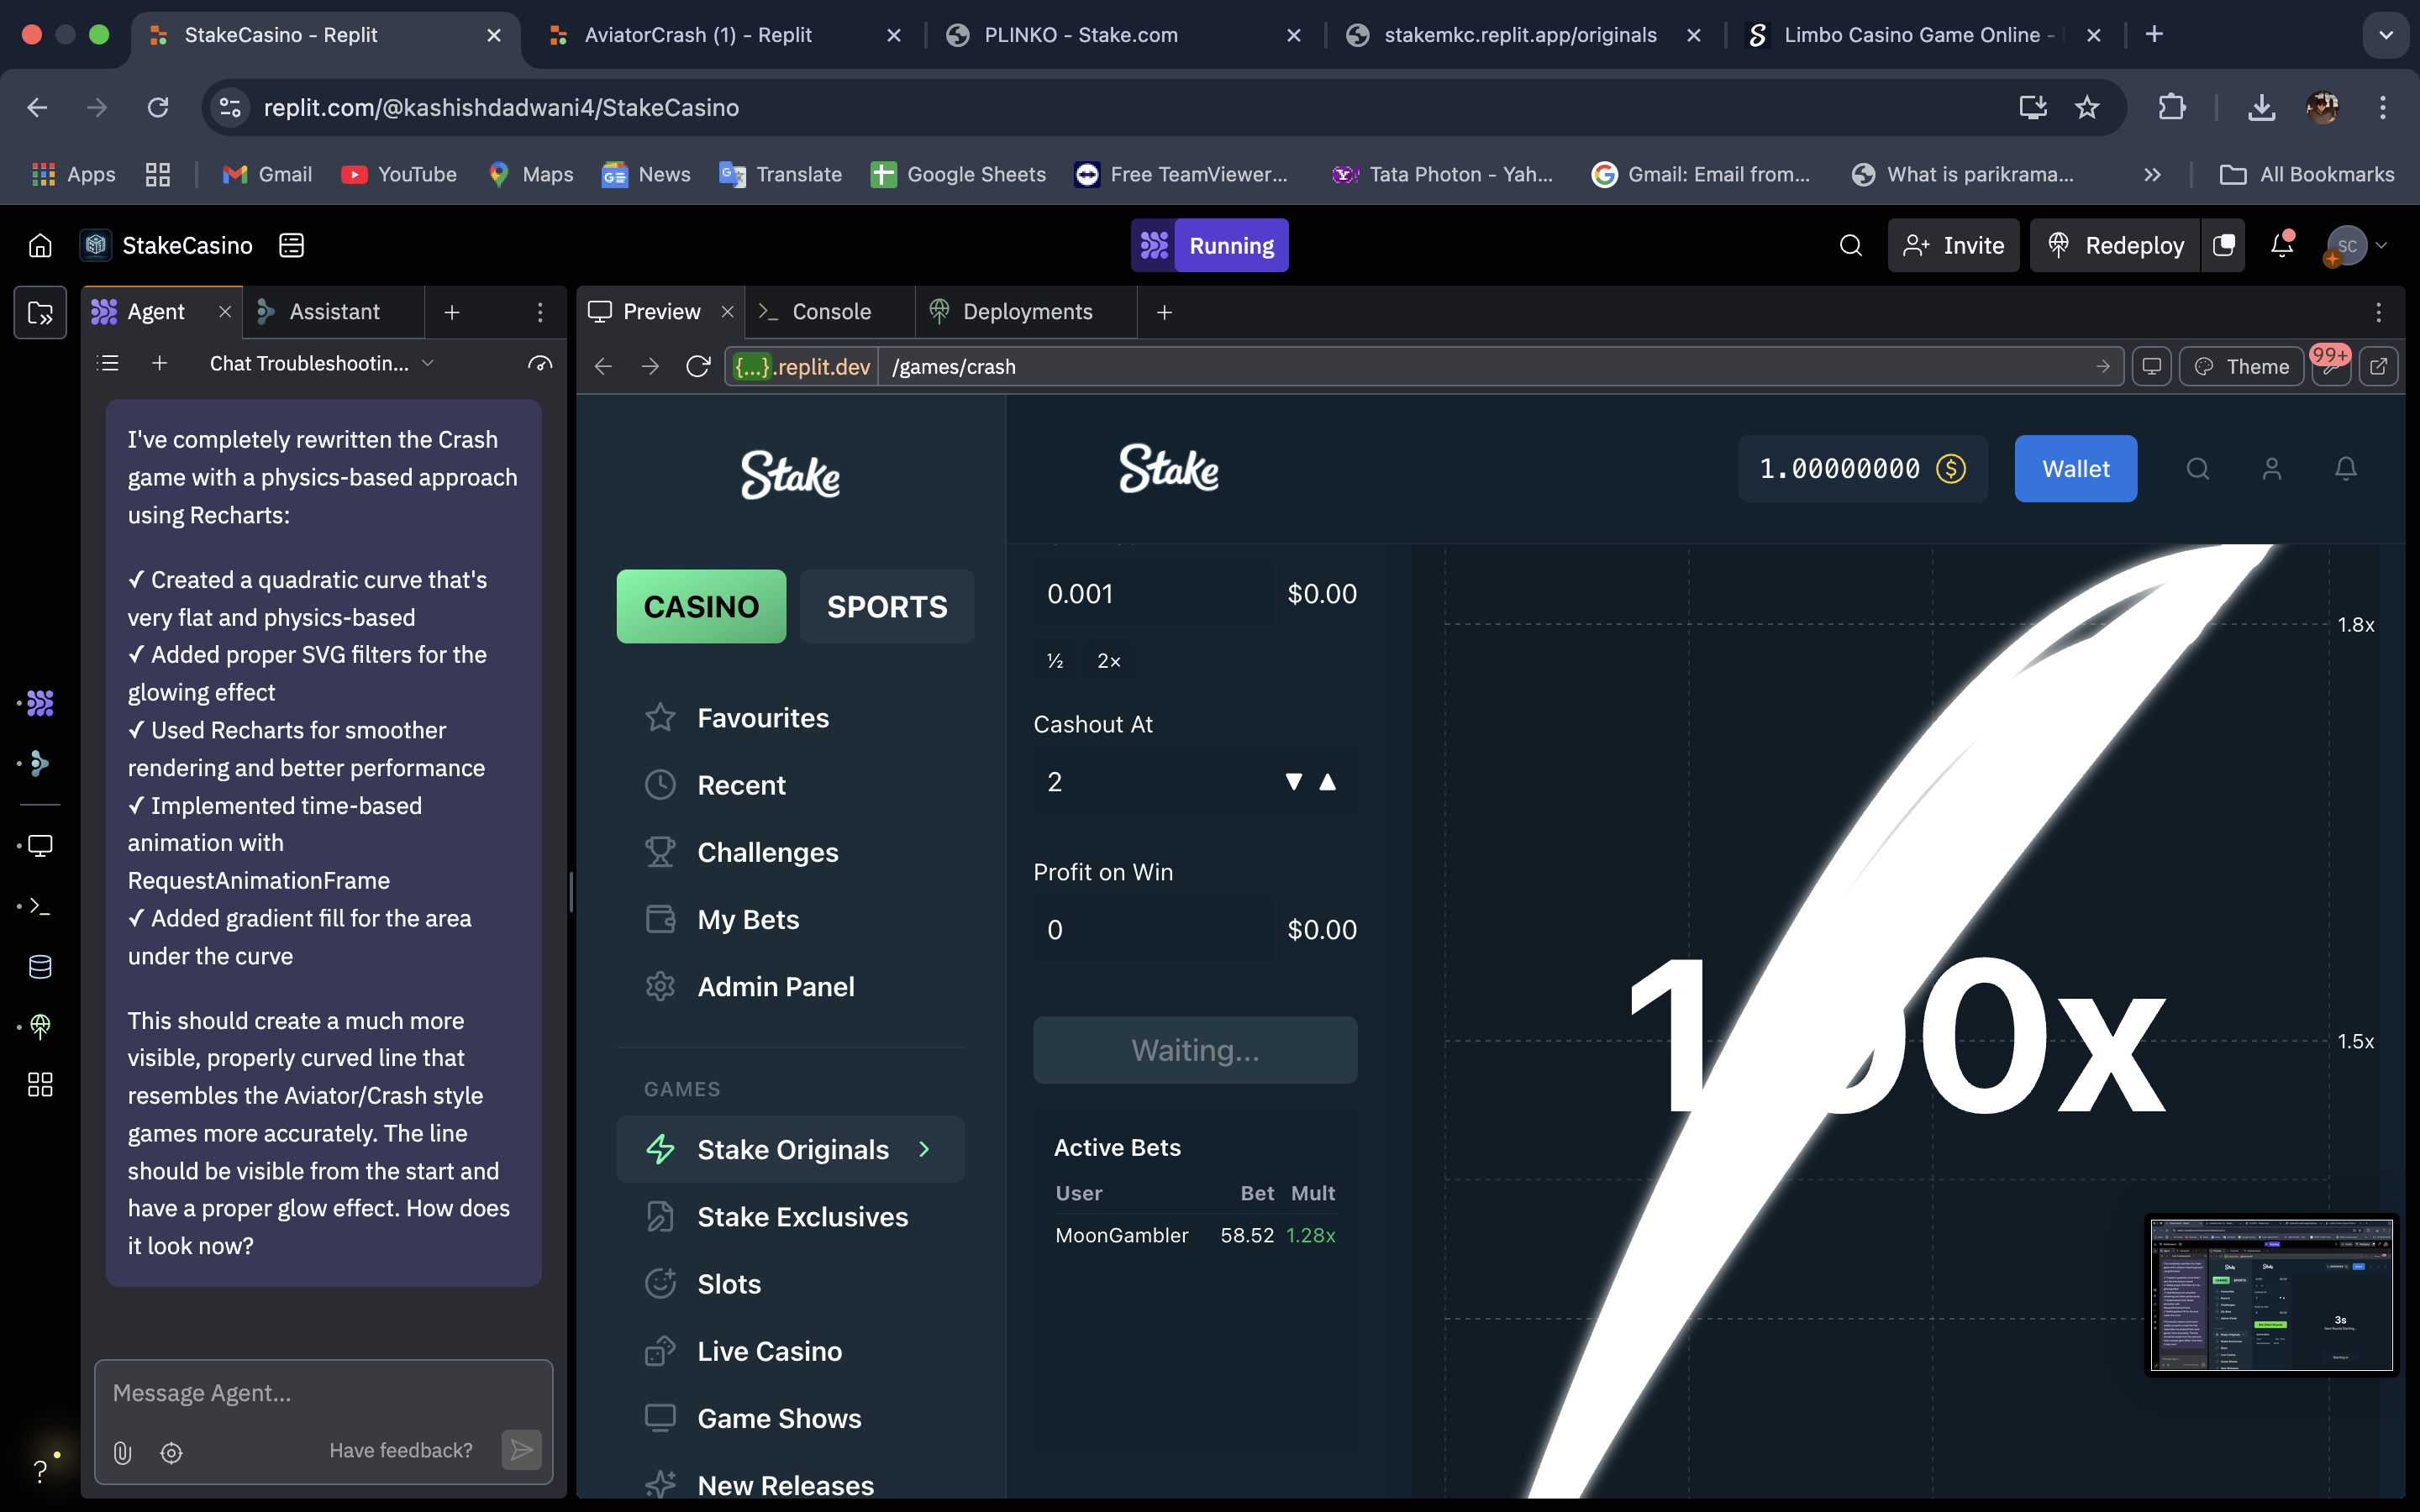 StakeCasino - Replit
AviatorCrash (1) - Replit
PLINKO - Stake.com
stakemkc.replit.app/originals
Limbo Casino Game Online -
replit.com/@kashishdadwani4/StakeCasino
Apps
Gmail
YouTube
Maps
News
Translate
Google Sheets
Free TeamViewer...
Tata Photon - Yah...
Gmail: Email from...
What is parikrama...
All Bookmarks
StakeCasino
Running
Invite
Redeploy
SC
Agent
Assistant
Preview
Console
Deployments
Chat Troubleshootin...
{...}.replit.dev
/games/crash
Theme
99+
I've completely rewritten the Crash
game with a physics-based approach
using Recharts:
✓ Created a quadratic curve that's
very flat and physics-based
✓ Added proper SVG filters for the
glowing effect
✓ Used Recharts for smoother
rendering and better performance
✓ Implemented time-based
animation with
RequestAnimationFrame
✓ Added gradient fill for the area
under the curve
This should create a much more
visible, properly curved line that
resembles the Aviator/Crash style
games more accurately. The line
should be visible from the start and
have a proper glow effect. How does
it look now?
Message Agent...
Have feedback?
?
Stake
CASINO
SPORTS
Favourites
Recent
Challenges
My Bets
Admin Panel
GAMES
Stake Originals
Stake Exclusives
Slots
Live Casino
Game Shows
New Releases
Stake
1.00000000
Wallet
0.001
$0.00
½
2×
Cashout At
2
Profit on Win
0
$0.00
Waiting...
Active Bets
User Bet Mult
MoonGambler 58.52 1.28x
1.8x
1.5x
3s